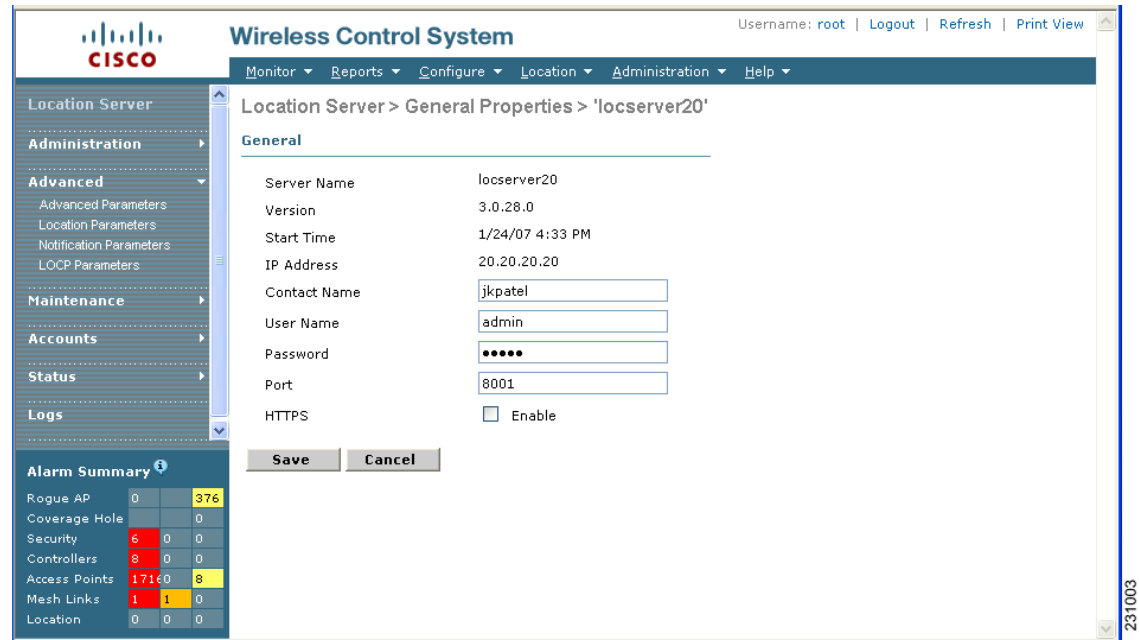 Username: root | Logout | Refresh | Print View
CISCO
Wireless Control System
Monitor Reports Configure Location Administration Help
Location Server
Administration
Advanced
Advanced Parameters
Location Parameters
Notification Parameters
LOCP Parameters
Maintenance
Accounts
Status
Logs
Location Server > General Properties > 'locserver20'
General
Server Name locserver20
Version 3.0.28.0
Start Time 1/24/07 4:33 PM
IP Address 20.20.20.20
Contact Name jkpatel
User Name admin
Password •••••
Port 8001
HTTPS Enable
Save Cancel
Alarm Summary
Rogue AP 0 376
Coverage Hole 0
Security 6 0 0
Controllers 8 0 0
Access Points 0 8
Mesh Links 1 1 0
Location 0 0 0
231003